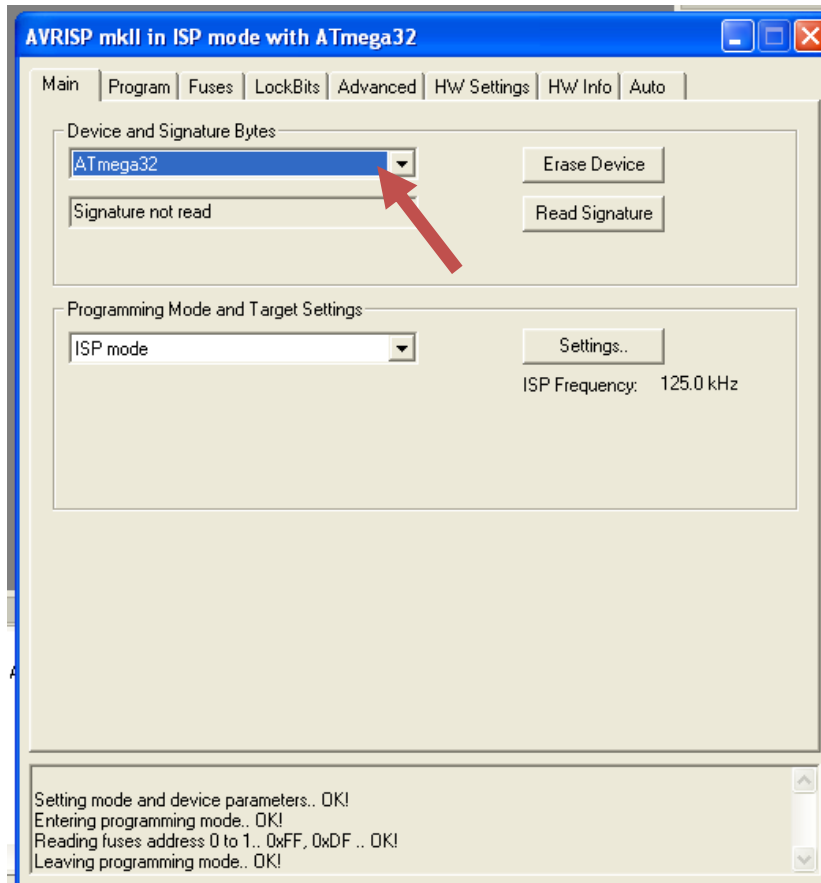 AVRISP mkII in ISP mode with ATmega32
Main Program Fuses LockBits Advanced HW Settings HW Info Auto
Device and Signature Bytes
ATmega32 Erase Device
Signature not read Read Signature
Programming Mode and Target Settings
ISP mode Settings..
ISP Frequency: 125.0 kHz
Setting mode and device parameters.. OK!
Entering programming mode.. OK!
Reading fuses address 0 to 1.. 0xFF, 0xDF .. OK!
Leaving programming mode.. OK!